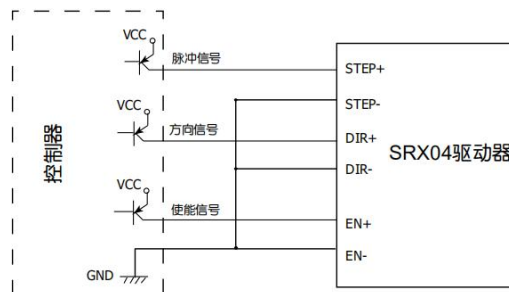 VCC
脉冲信号
STEP+
STEP-
VCC
方向信号
DIR+
控制器
SRX04驱动器
DIR-
VCC
使能信号
EN+
EN-
GND